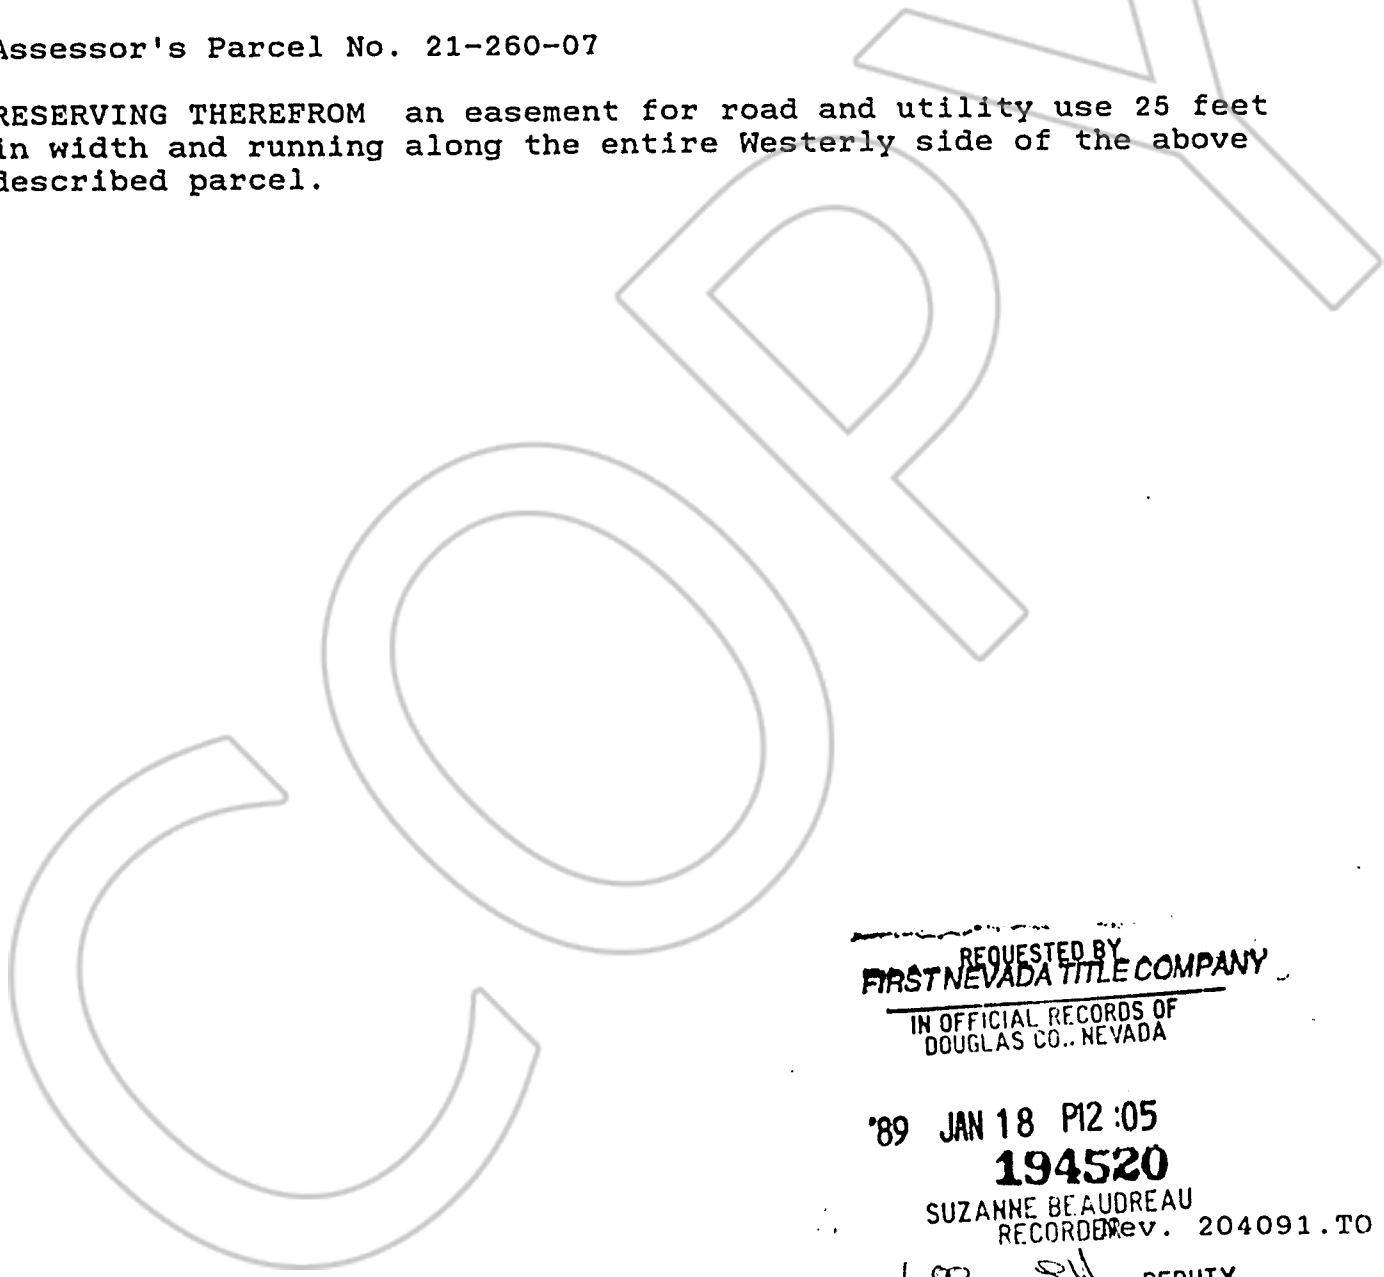 Assessor's Parcel No. 21-260-07
RESERVING THEREFROM an easement for road and utility use 25 feet
in width and running along the entire Westerly side of the above
described parcel.
COPY
REQUESTED BY
FIRST NEVADA TITLE COMPANY
IN OFFICIAL RECORDS OF
DOUGLAS CO., NEVADA
'89 JAN 18 P12:05
194520
SUZANNE BEAUDREAU
RECORDER
Rev. 204091.TO
DEPUTY